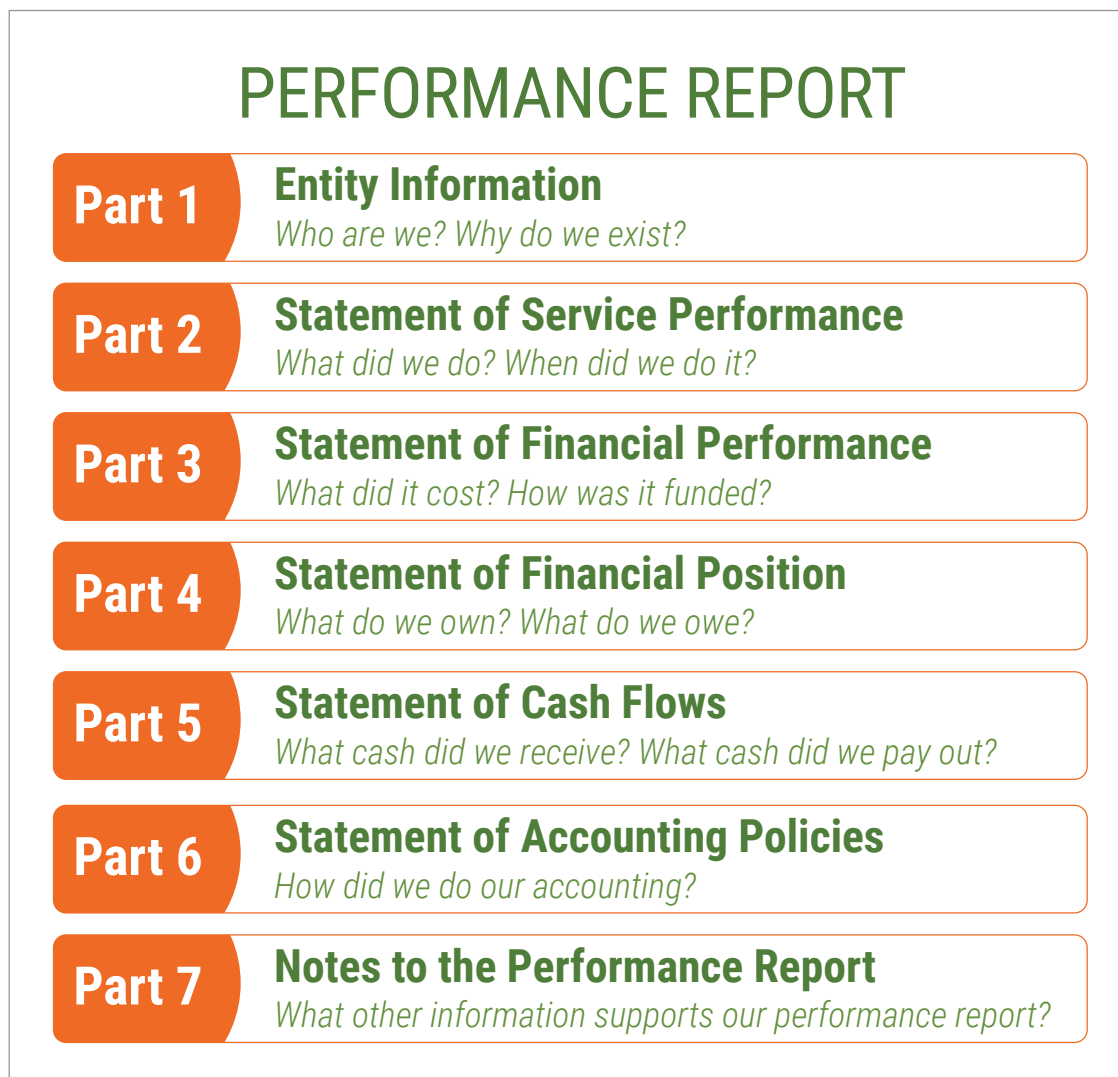 PERFORMANCE REPORT
Part 1
Entity Information
Who are we? Why do we exist?
Part 2
Statement of Service Performance
What did we do? When did we do it?
Part 3
Statement of Financial Performance
What did it cost? How was it funded?
Part 4
Statement of Financial Position
What do we own? What do we owe?
Part 5
Statement of Cash Flows
What cash did we receive? What cash did we pay out?
Part 6
Statement of Accounting Policies
How did we do our accounting?
Part 7
Notes to the Performance Report
What other information supports our performance report?